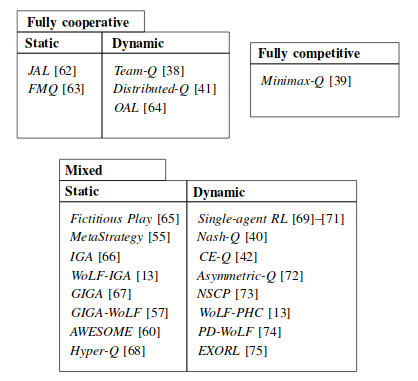 Fully cooperative
Static Dynamic
JAL [62] Team-Q [38]
FMQ [63] Distributed-Q [41]
OAL [64]
Fully competitive
Minimax-Q [39]
Mixed
Static Dynamic
Fictitious Play [65] Single-agent RL [69]–[71]
MetaStrategy [55] Nash-Q [40]
IGA [66] CE-Q [42]
WoLF-IGA [13] Asymmetric-Q [72]
GIGA [67] NSCP [73]
GIGA-WoLF [57] WoLF-PHC [13]
AWESOME [60] PD-WoLF [74]
Hyper-Q [68] EXORL [75]